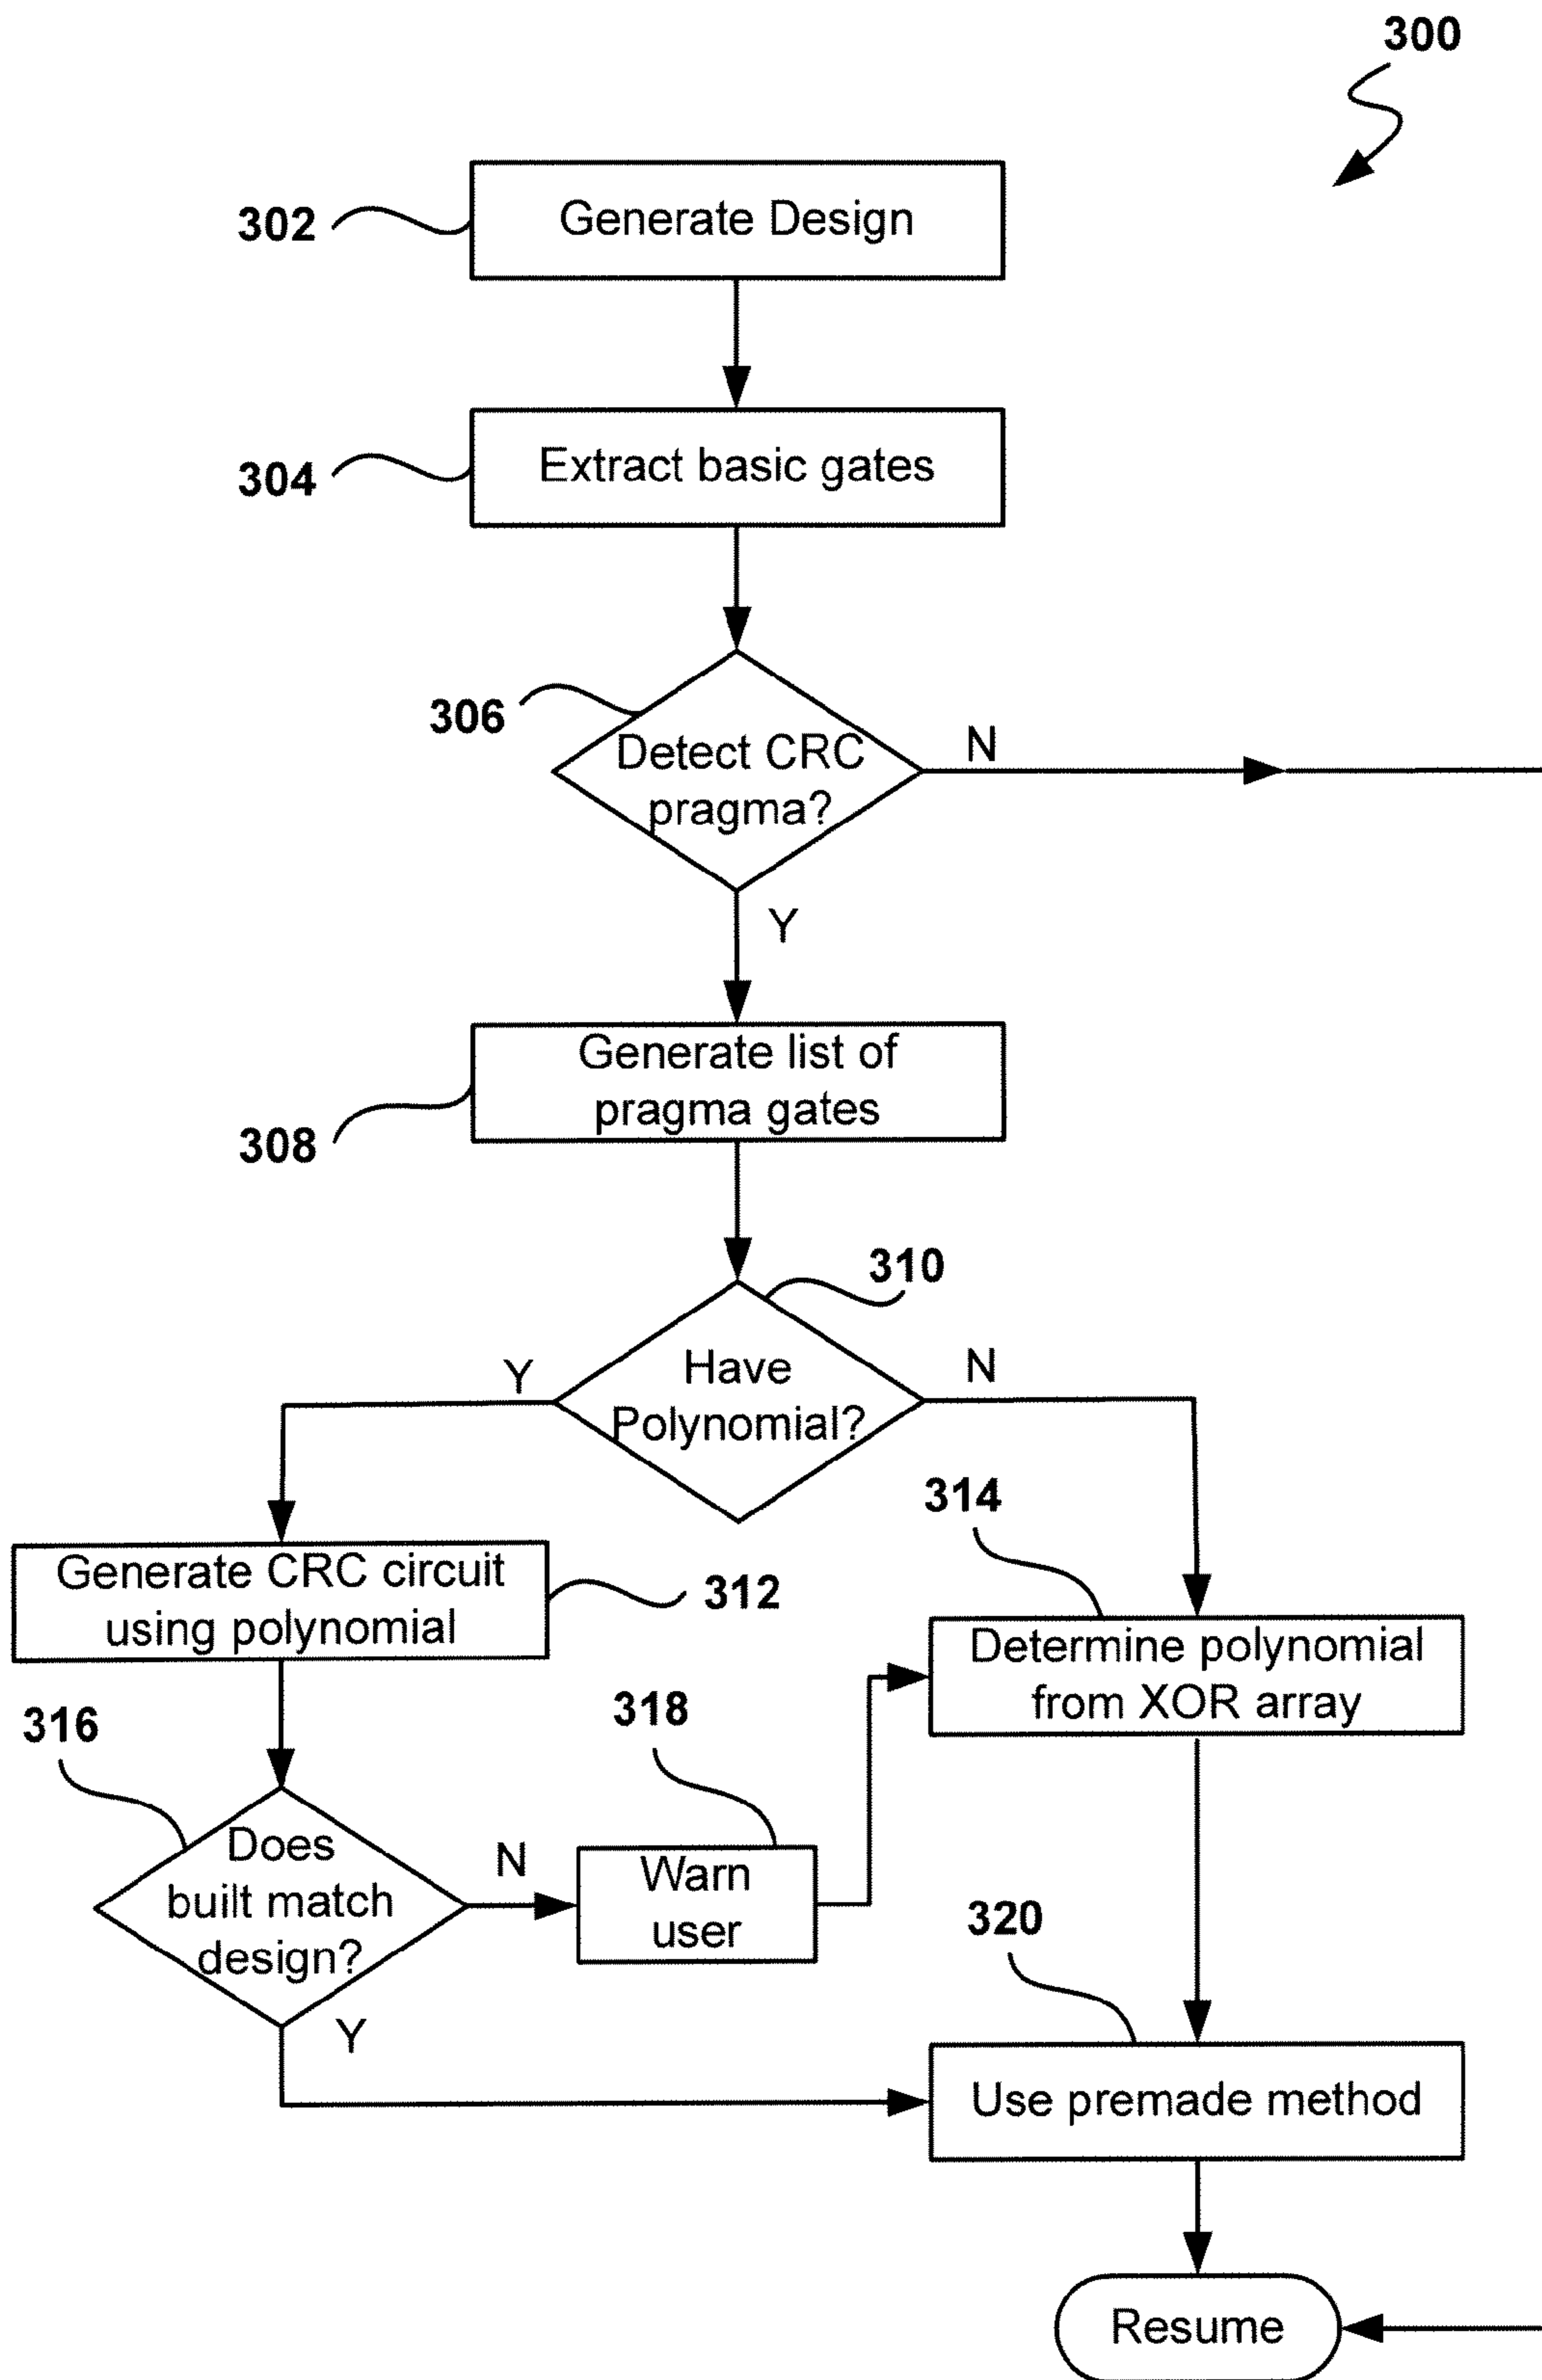 300
302
Generate Design
304
Extract basic gates
306
Detect CRC
pragma?
N
Y
Generate list of
pragma gates
308
310
Have
Polynomial?
Y
N
314
Generate CRC circuit
using polynomial
312
Determine polynomial
from XOR array
316
318
Does
built match
design?
N
Warn
user
320
Y
Use premade method
Resume